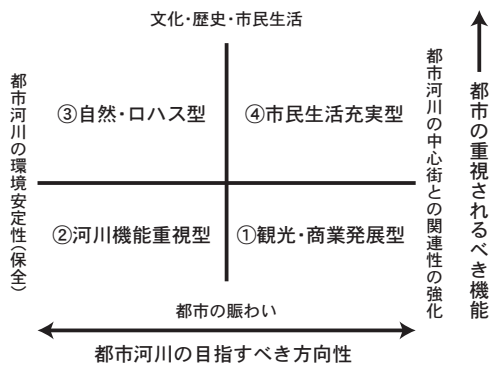 文化・歴史・市民生活
都市の重視されるべき機能
都市河川の中心街との関連性の強化
都市河川の環境安定性(保全)
③自然・ロハス型
④市民生活充実型
②河川機能重視型
①観光・商業発展型
都市の賑わい
都市河川の目指すべき方向性